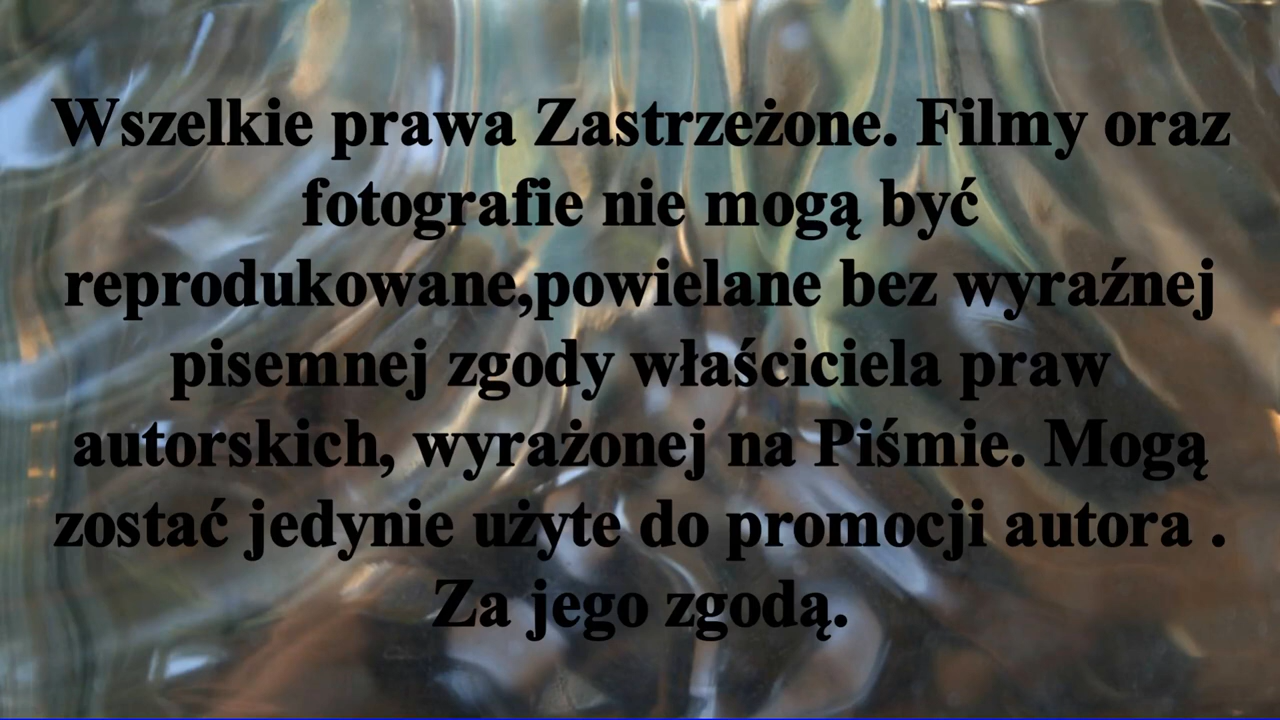 Wszelkie prawa Zastrzeżone. Filmy oraz
fotografie nie mogą być
reprodukowane,powielane bez wyraźnej
pisemnej zgody właściciela praw
autorskich, wyrażonej na Piśmie. Mogą
zostać jedynie użyte do promocji autora .
Za jego zgodą.